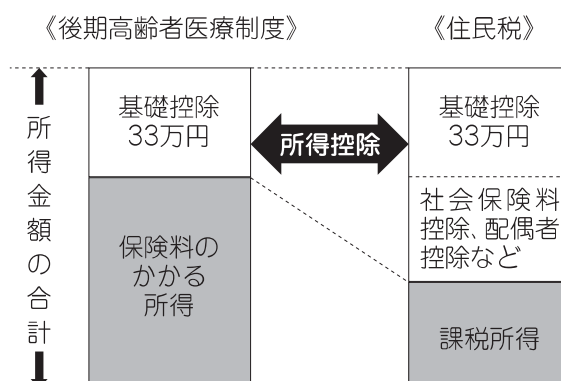 《後期高齢者医療制度》
《住民税》
所得金額の合計
基礎控除
33万円
所得控除
基礎控除
33万円
社会保険料
控除、配偶者
控除など
保険料の
かかる
所得
課税所得